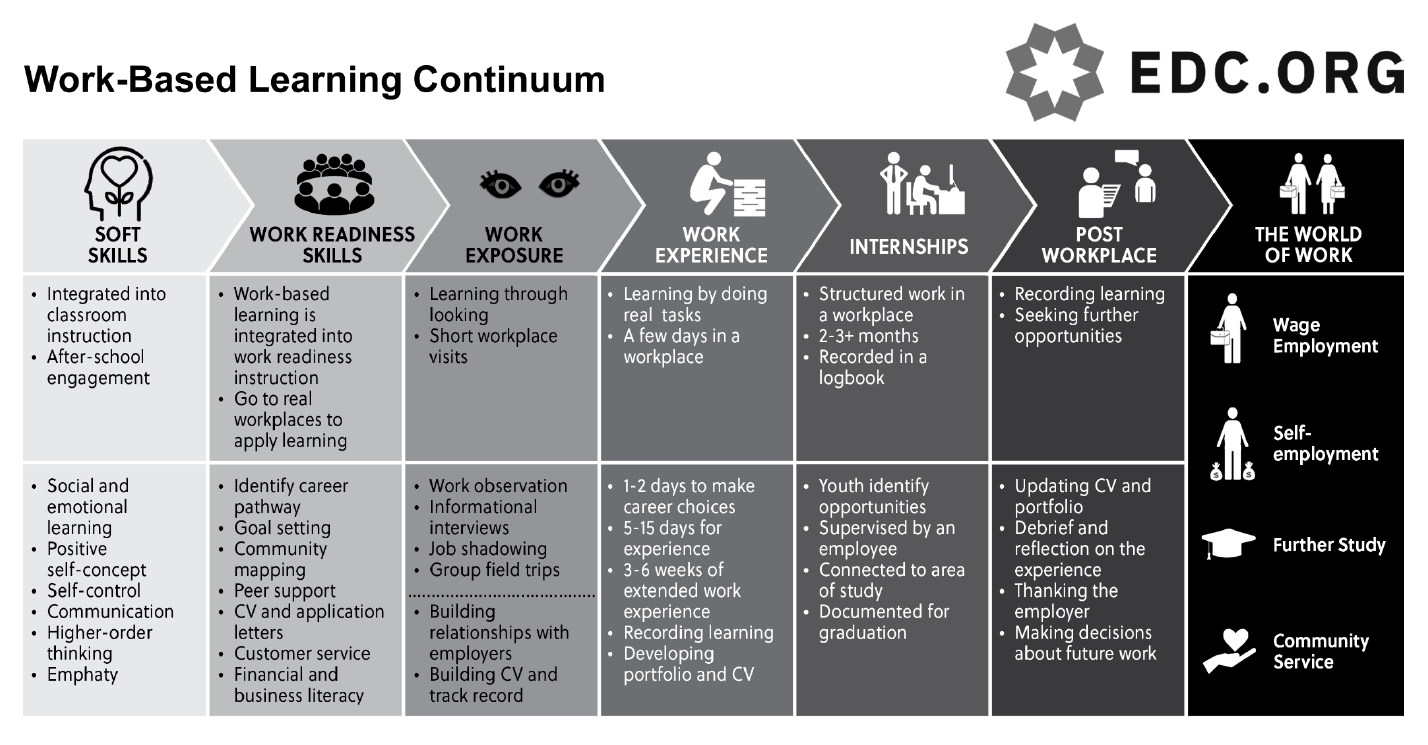 Work-Based Learning Continuum
EDC.ORG
SOFT
SKILLS
WORK READINESS
SKILLS
WORK
EXPOSURE
WORK
EXPERIENCE
INTERNSHIPS
POST
WORKPLACE
THE WORLD
OF WORK
• Integrated into
classroom
instruction
• After-school
engagement
• Work-based
learning is
integrated into
work readiness
instruction
• Go to real
workplaces to
apply learning
• Learning through
looking
• Short workplace
visits
• Learning by doing
real tasks
• A few days in a
workplace
• Structured work in
a workplace
• 2-3+ months
• Recorded in a
logbook
• Recording learning
• Seeking further
opportunities
• Social and
emotional
learning
• Positive
self-concept
• Self-control
• Communication
• Higher-order
thinking
• Emphaty
• Identify career
pathway
• Goal setting
• Community
mapping
• Peer support
• CV and application
letters
• Customer service
• Financial and
business literacy
• Work observation
• Informational
interviews
• Job shadowing
• Group field trips
• Building
relationships with
employers
• Building CV and
track record
• 1-2 days to make
career choices
• 5-15 days for
experience
• 3-6 weeks of
extended work
experience
• Recording learning
• Developing
portfolio and CV
• Youth identify
opportunities
• Supervised by an
employee
• Connected to area
of study
• Documented for
graduation
• Updating CV and
portfolio
• Debrief and
reflection on the
experience
• Thanking the
employer
• Making decisions
about future work
Wage
Employment
Self-
employment
$ $
Further Study
Community
Service